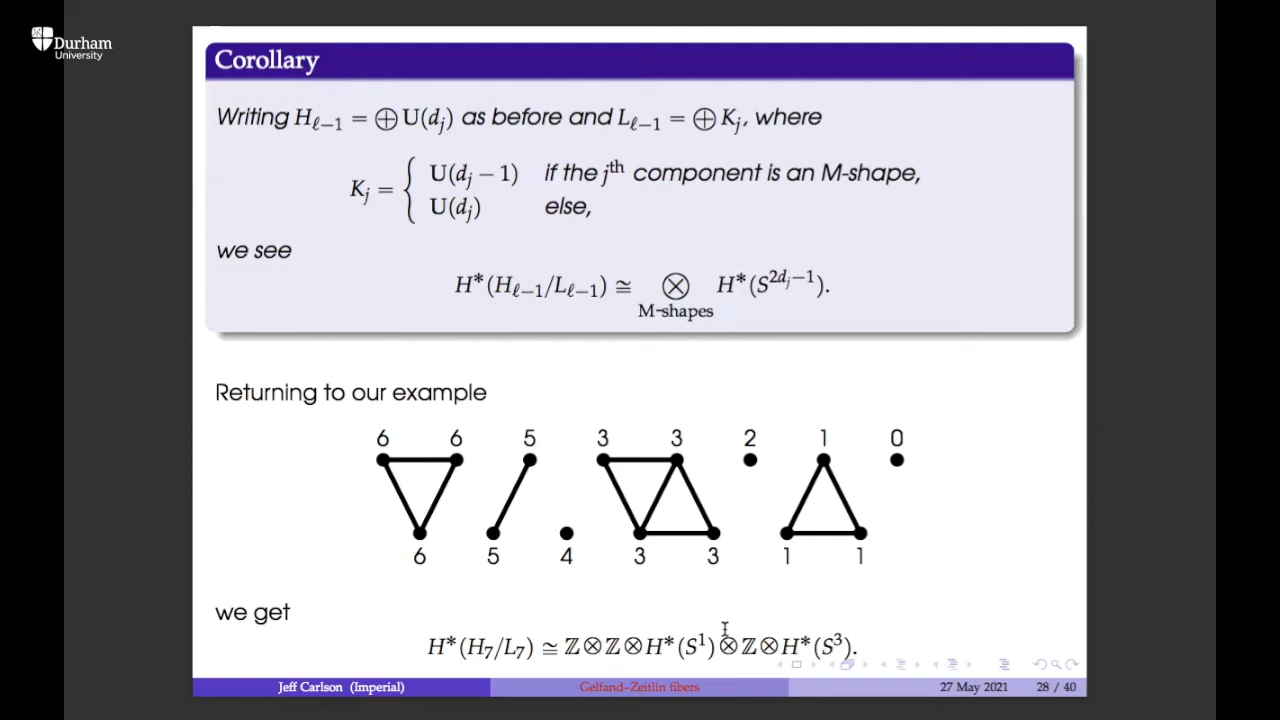 Durham
University
Corollary
Writing H_{ℓ−1} = ⊕ U(d_j) as before and L_{ℓ−1} = ⊕ K_j, where
K_j = { U(d_j − 1) if the j^{th} component is an M-shape,
U(d_j) else,
we see
H*(H_{ℓ−1}/L_{ℓ−1}) ≅ ⊗ H*(S^{2d_j−1}).
M-shapes
Returning to our example
6 6 5 3 3 2 1 0
6 5 4 3 3 1 1
we get
H*(H_7/L_7) ≅ ℤ⊗ℤ⊗H*(S^1)⊗ℤ⊗H*(S^3).
Jeff Carlson (Imperial) Gelfand–Zeitlin fibers 27 May 2021 28 / 40